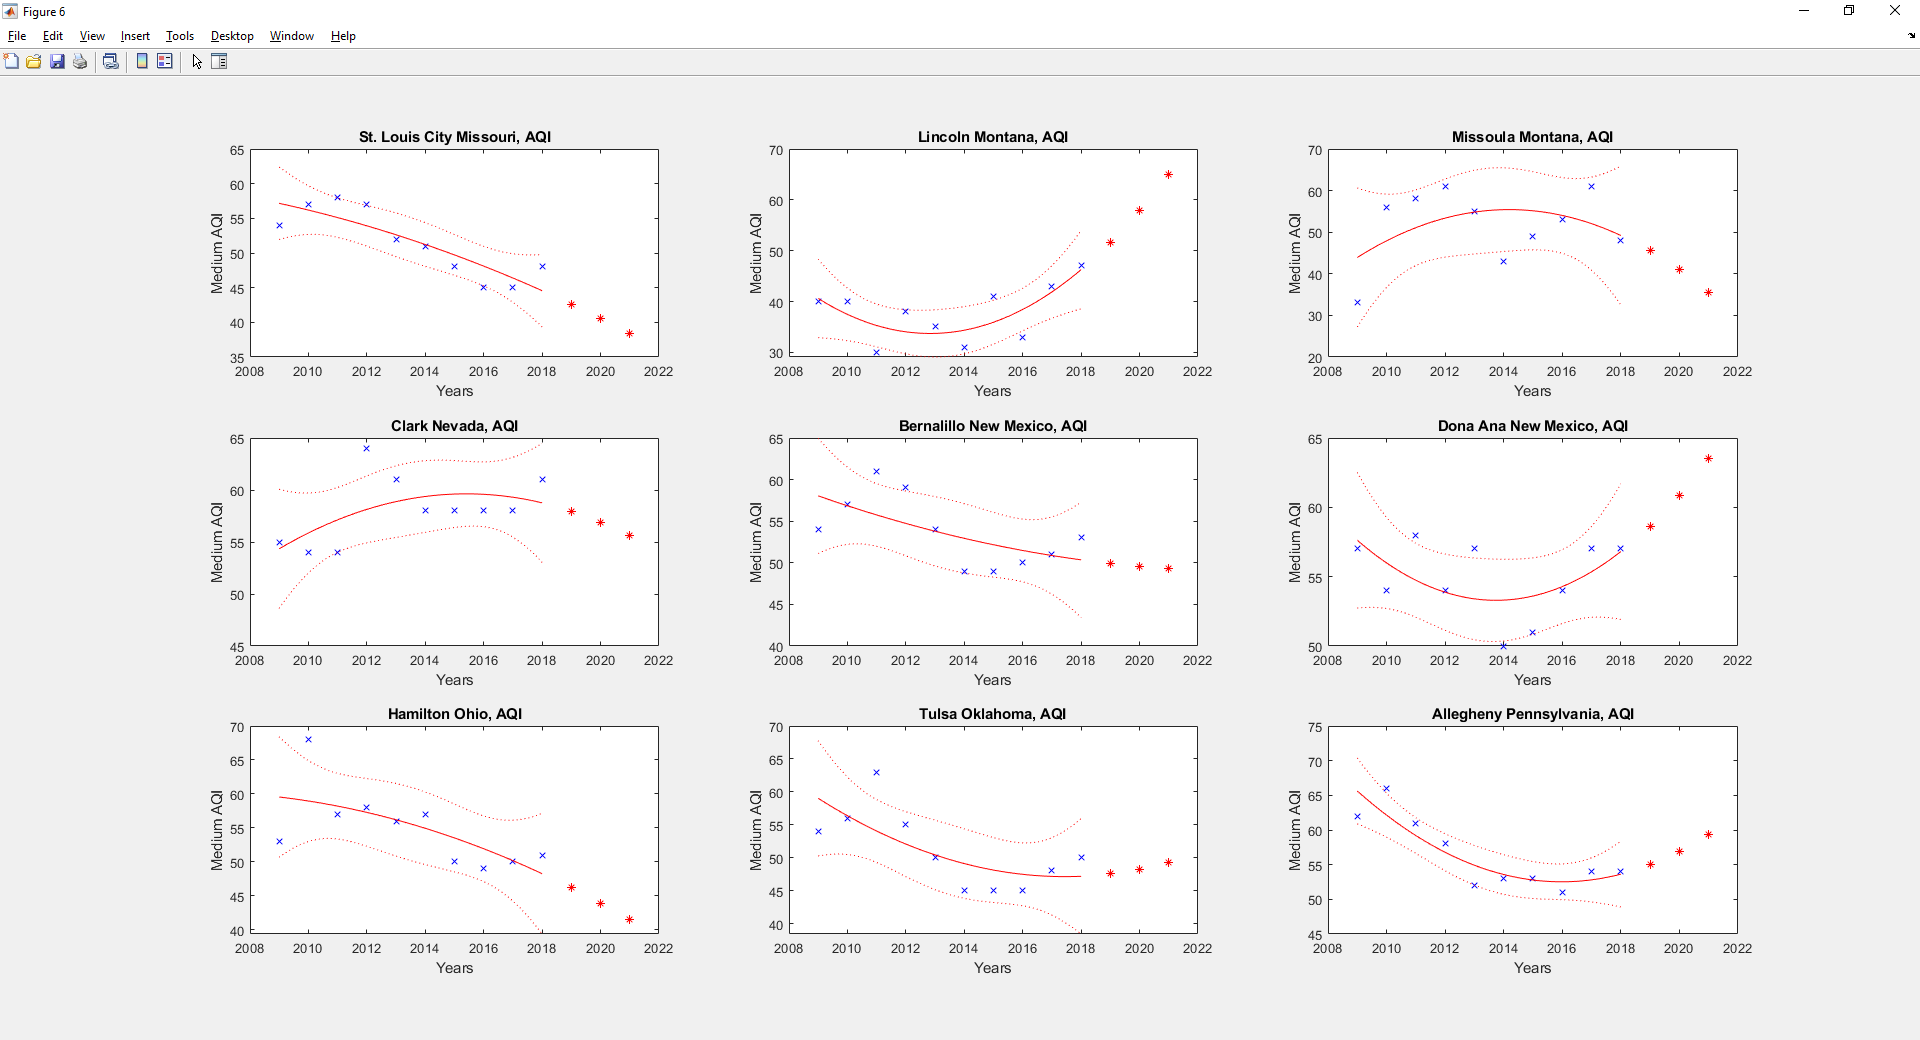 Figure 6
File Edit View Insert Tools Desktop Window Help
St. Louis City Missouri, AQI
65
60
55
50
45
40
35
Medium AQI
2008 2010 2012 2014 2016 2018 2020 2022
Years
Lincoln Montana, AQI
70
60
50
40
30
Medium AQI
2008 2010 2012 2014 2016 2018 2020 2022
Years
Missoula Montana, AQI
70
60
50
40
30
20
Medium AQI
2008 2010 2012 2014 2016 2018 2020 2022
Years
Clark Nevada, AQI
65
60
55
50
45
Medium AQI
2008 2010 2012 2014 2016 2018 2020 2022
Years
Bernalillo New Mexico, AQI
65
60
55
50
45
40
Medium AQI
2008 2010 2012 2014 2016 2018 2020 2022
Years
Dona Ana New Mexico, AQI
65
60
55
50
Medium AQI
2008 2010 2012 2014 2016 2018 2020 2022
Years
Hamilton Ohio, AQI
70
65
60
55
50
45
40
Medium AQI
2008 2010 2012 2014 2016 2018 2020 2022
Years
Tulsa Oklahoma, AQI
70
65
60
55
50
45
40
Medium AQI
2008 2010 2012 2014 2016 2018 2020 2022
Years
Allegheny Pennsylvania, AQI
75
70
65
60
55
50
45
Medium AQI
2008 2010 2012 2014 2016 2018 2020 2022
Years